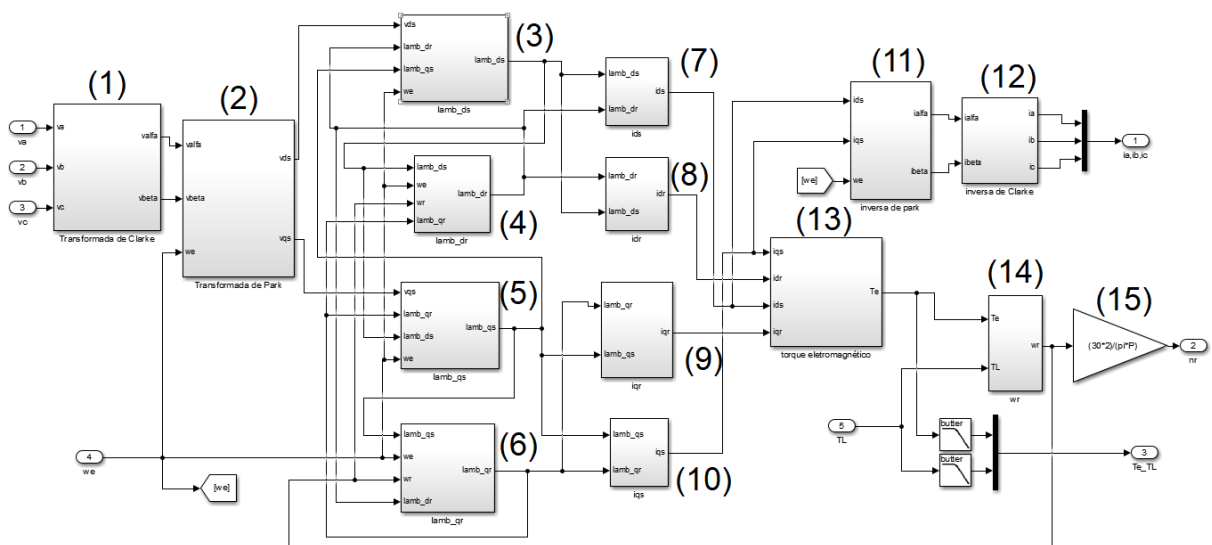 (1)
1
va
2
vb
3
vc
va
vb
vc
valfa
vbeta
Transformada de Clarke
(2)
valfa
vbeta
we
vds
vqs
Transformada de Park
4
we
[we]
(3)
vds
lamb_dr
lamb_qs
we
lamb_ds
lamb_ds
(4)
lamb_ds
we
wr
lamb_qr
lamb_dr
lamb_dr
(5)
vqs
lamb_qr
lamb_ds
we
lamb_qs
lamb_qs
(6)
lamb_qs
we
wr
lamb_dr
lamb_qr
lamb_qr
(7)
lamb_ds
lamb_dr
ids
ids
(8)
lamb_dr
lamb_ds
idr
idr
(9)
lamb_qr
lamb_qs
iqr
iqr
(10)
lamb_qs
lamb_qr
iqs
iqs
(11)
ids
iqs
we
[we]
ialfa
ibeta
inversa de park
(12)
ialfa
ibeta
ia
ib
ic
inversa de Clarke
1
ia,ib,ic
(13)
iqs
idr
ids
iqr
Te
torque eletromagnético
(14)
Te
TL
wr
wr
(15)
(30*2)/(pi*P)
2
nr
5
TL
butter
butter
3
Te_TL